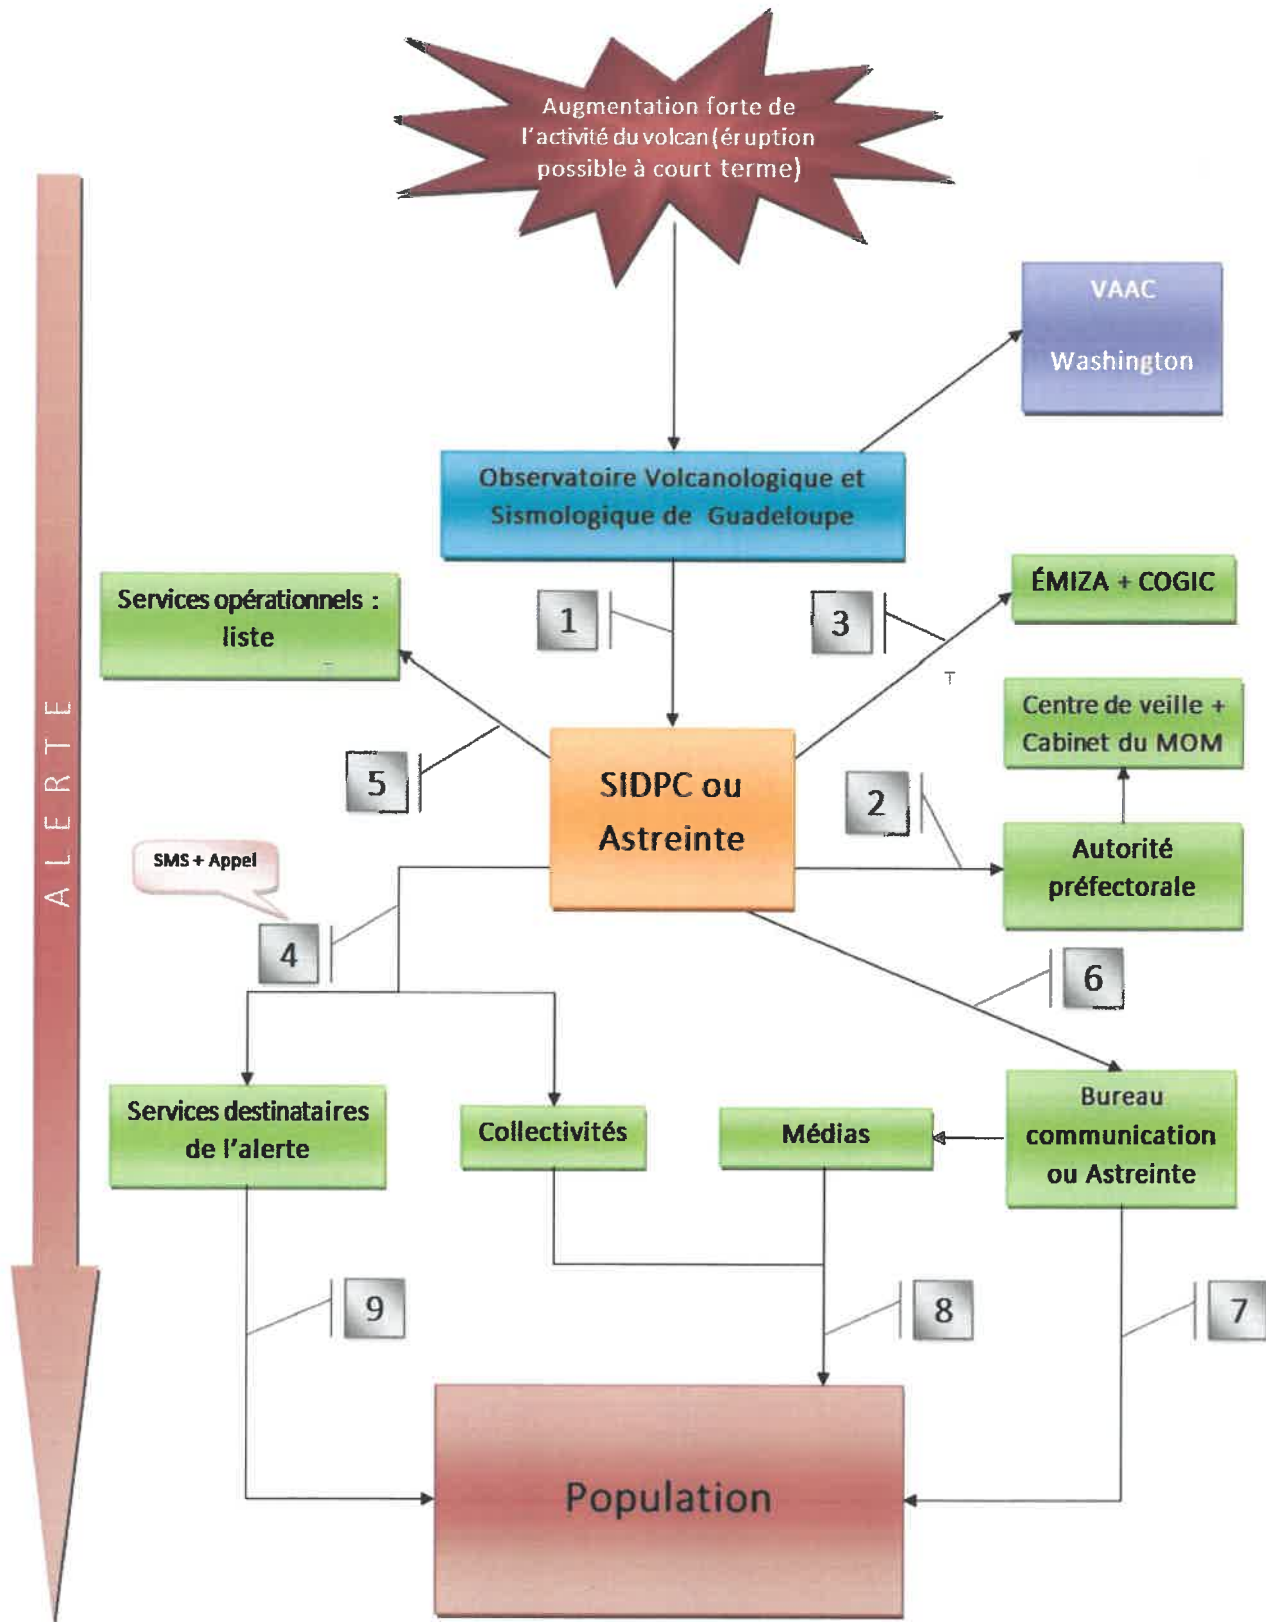 Augmentation forte de
l'activité du volcan (éruption
possible à court terme)
VAAC
Washington
Observatoire Volcanologique et
Sismologique de Guadeloupe
Services opérationnels :
liste
1
3
ÉMIZA + COGIC
Centre de veille +
Cabinet du MOM
5
SIDPC ou
Astreinte
2
Autorité
préfectorale
ALERTE
SMS + Appel
4
6
Services destinataires
de l'alerte
Collectivités
Médias
Bureau
communication
ou Astreinte
9
8
7
Population